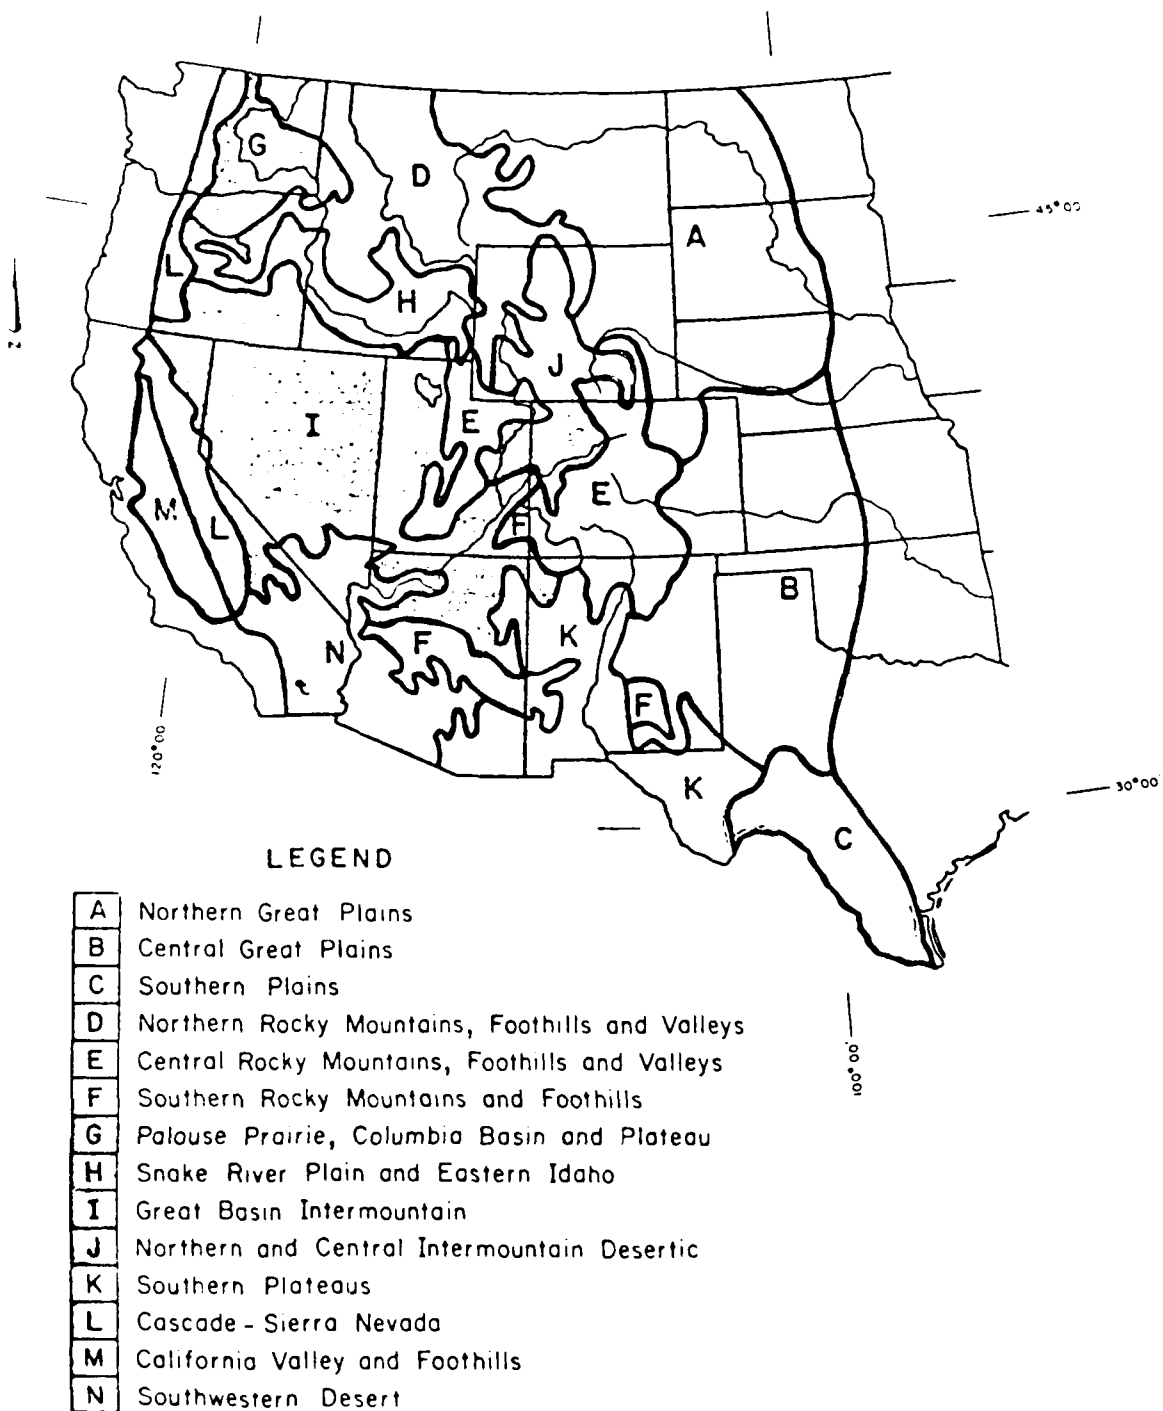 45°00'
G
D
A
L
H
N
J
I
E
E
M
L
F
B
K
N
F
F
120°00'
K
30°00'
C
100°00'
LEGEND
A Northern Great Plains
B Central Great Plains
C Southern Plains
D Northern Rocky Mountains, Foothills and Valleys
E Central Rocky Mountains, Foothills and Valleys
F Southern Rocky Mountains and Foothills
G Palouse Prairie, Columbia Basin and Plateau
H Snake River Plain and Eastern Idaho
I Great Basin Intermountain
J Northern and Central Intermountain Desertic
K Southern Plateaus
L Cascade - Sierra Nevada
M California Valley and Foothills
N Southwestern Desert